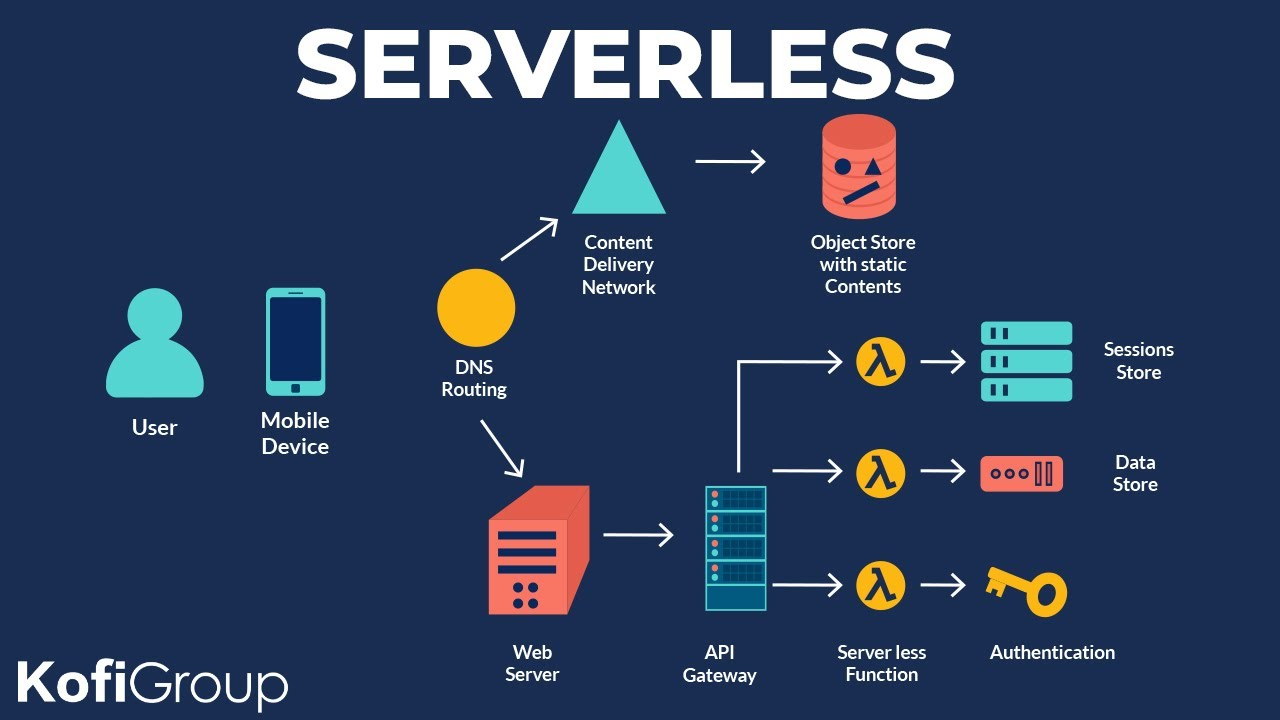 SERVERLESS
Content
Delivery
Network
Object Store
with static
Contents
User
Mobile
Device
DNS
Routing
Sessions
Store
Data
Store
Web
Server
API
Gateway
Server less
Function
Authentication
KofiGroup